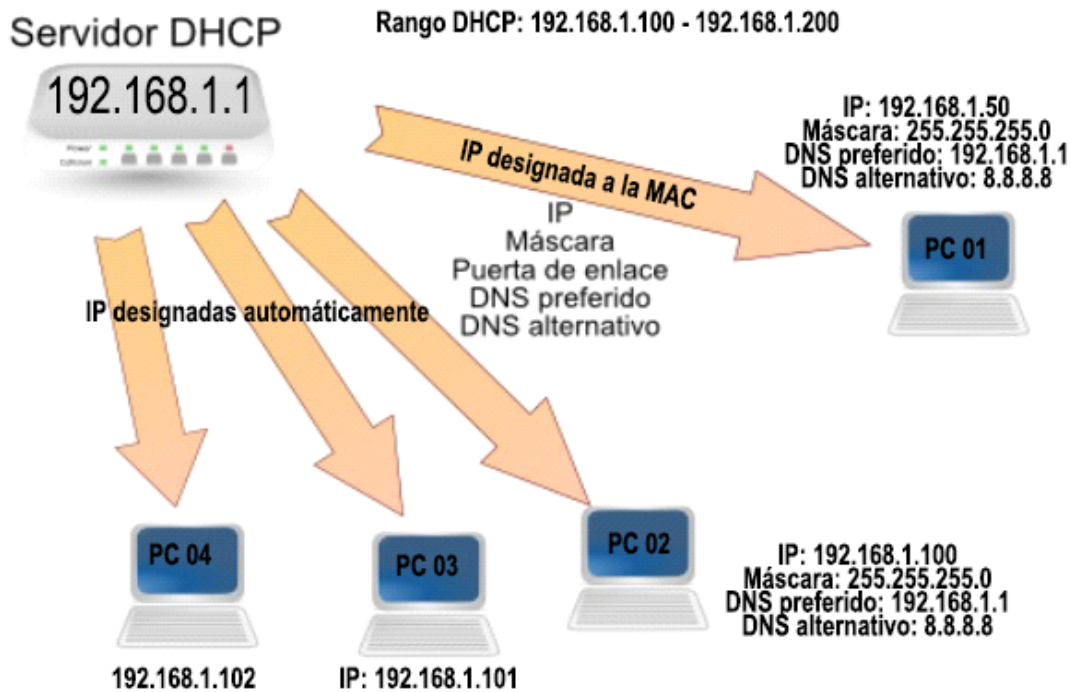 Servidor DHCP
Rango DHCP: 192.168.1.100 - 192.168.1.200
192.168.1.1
Power
IP: 192.168.1.50
Máscara: 255.255.255.0
DNS preferido: 192.168.1.1
DNS alternativo: 8.8.8.8
IP designada a la MAC
IP
Máscara
Puerta de enlace
DNS preferido
DNS alternativo
PC 01
IP designadas automáticamente
PC 04
PC 03
PC 02
IP: 192.168.1.100
Máscara: 255.255.255.0
DNS preferido: 192.168.1.1
DNS alternativo: 8.8.8.8
192.168.1.102
IP: 192.168.1.101